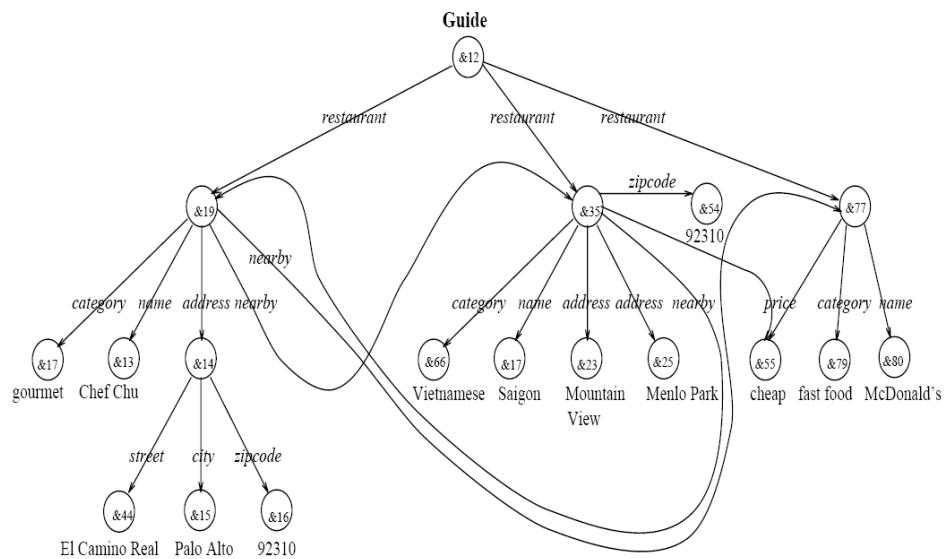 Guide
&12
restaurant restaurant restaurant
zipcode
&19 &35 &54 &77
92310
nearby
category name address nearby category name address address nearby price category name
&17 &13 &14 &66 &17 &23 &25 &55 &79 &80
gourmet Chef Chu Vietnamese Saigon Mountain Menlo Park cheap fast food McDonald's
View
street city zipcode
&44 &15 &16
El Camino Real Palo Alto 92310